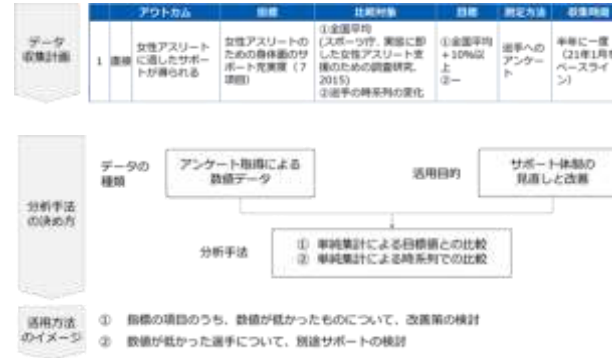 アウトカム 指標 比較対象 目標 測定方法 収集時期
データ
収集計画
1 直接
女性アスリート
に適したサポー
トが得られる
女性アスリートの
ための身体面のサ
ポート充実度（7
項目）
①全国平均
(スポーツ庁、実態に即
した女性アスリート支
援のための調査研究、
2015)
②選手の時系列の変化
①全国平均
+10%以
上
②ー
選手への
アンケー
ト
半年に一度
（21年1月
ベースライ
ン）
分析手法
の決め方
データの
種類
アンケート取得による
数値データ
活用目的
サポート体制の
見直しと改善
分析手法
① 単純集計による目標値との比較
② 単純集計による時系列での比較
活用方法
のイメージ
① 指標の項目のうち、数値が低かったものについて、改善策の検討
② 数値が低かった選手について、別途サポートの検討